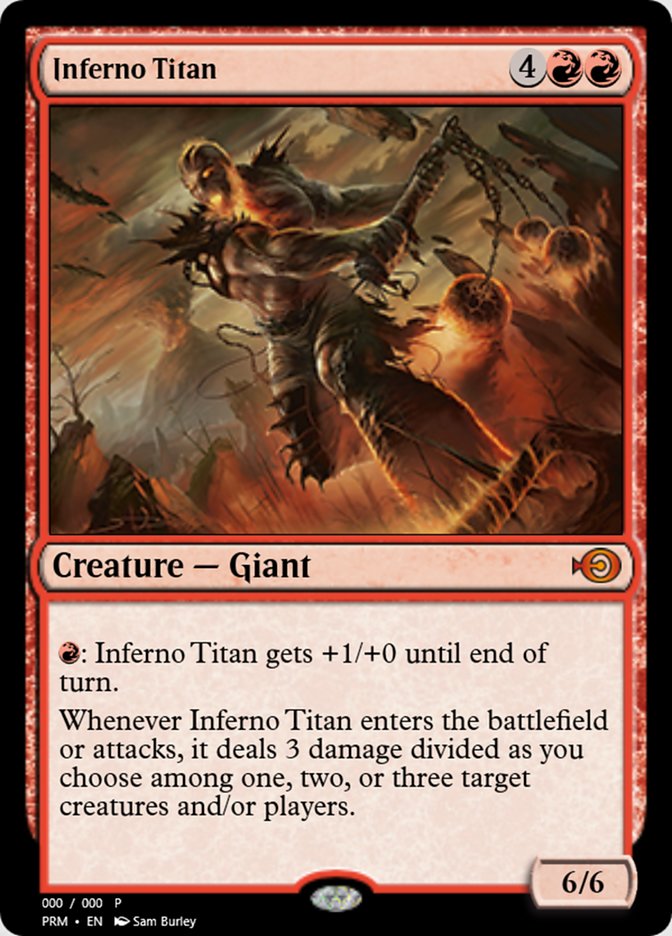 Inferno Titan 4
Creature — Giant
: Inferno Titan gets +1/+0 until end of
turn.
Whenever Inferno Titan enters the battlefield
or attacks, it deals 3 damage divided as you
choose among one, two, or three target
creatures and/or players.
6/6
000 / 000 P
PRM • EN Sam Burley